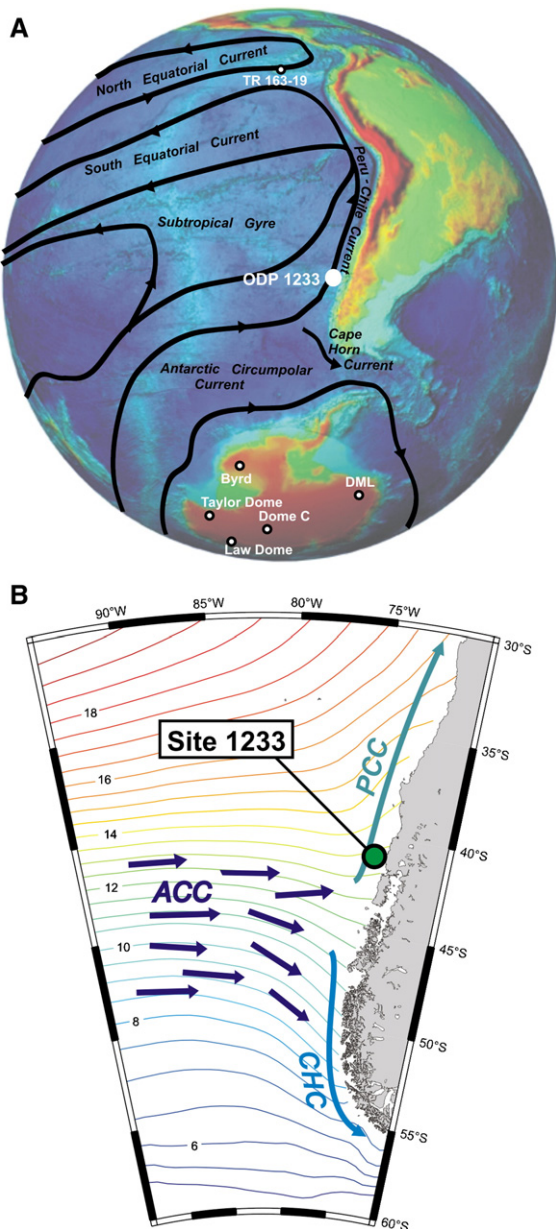 A
North Equatorial Current
TR 163-19
South Equatorial Current
Peru - Chile Current
Subtropical Gyre
ODP 1233
Cape
Horn
Current
Antarctic Circumpolar
Current
Byrd
DML
Taylor Dome
Dome C
Law Dome
B
90°W
85°W
80°W
75°W
30°S
18
Site 1233
PCC
35°S
16
14
40°S
12
ACC
45°S
10
8
50°S
CHC
55°S
6
60°S